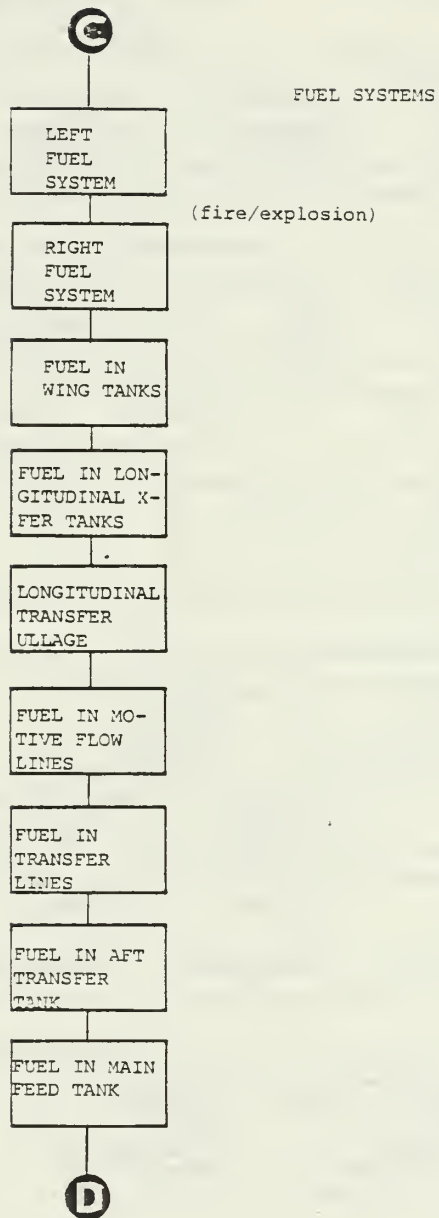 C
FUEL SYSTEMS
LEFT
FUEL
SYSTEM
(fire/explosion)
RIGHT
FUEL
SYSTEM
FUEL IN
WING TANKS
FUEL IN LON-
GITUDINAL X-
FER TANKS
LONGITUDINAL
TRANSFER
ULLAGE
FUEL IN MO-
TIVE FLOW
LINES
FUEL IN
TRANSFER
LINES
FUEL IN AFT
TRANSFER
TANK
FUEL IN MAIN
FEED TANK
D